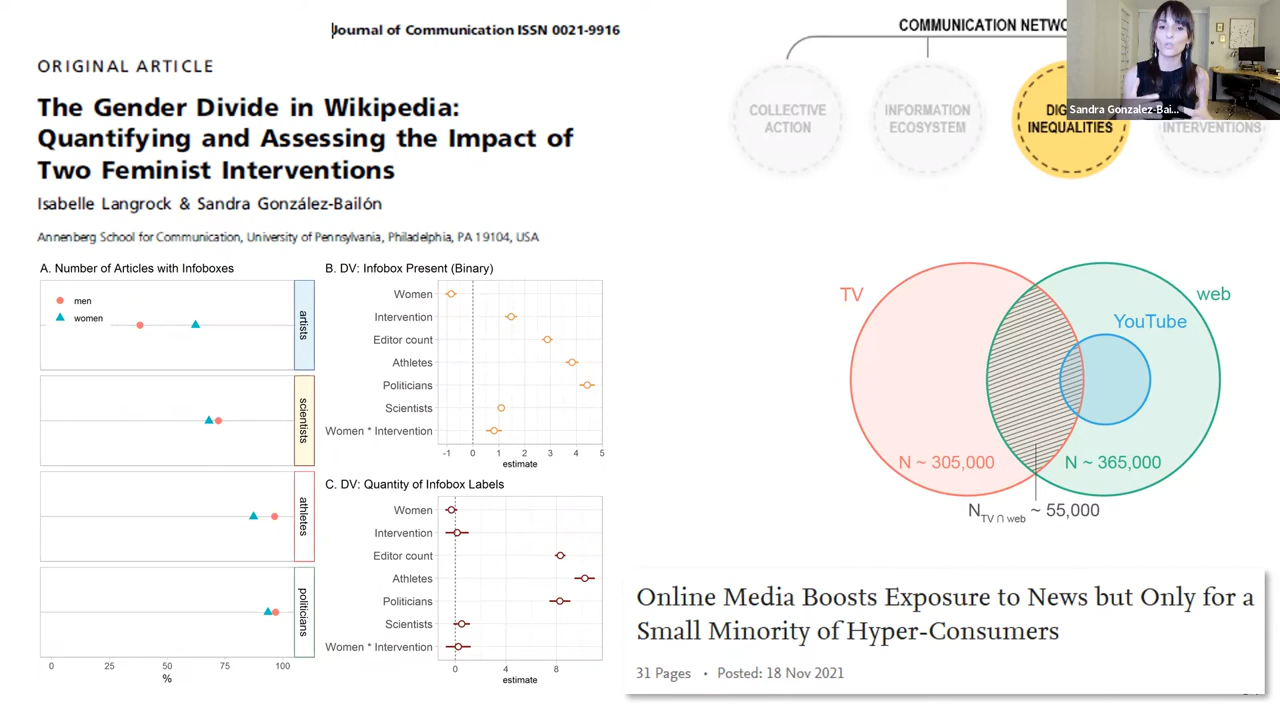 Journal of Communication ISSN 0021-9916
ORIGINAL ARTICLE
The Gender Divide in Wikipedia:
Quantifying and Assessing the Impact of
Two Feminist Interventions
Isabelle Langrock & Sandra González-Bailón
Annenberg School for Communication, University of Pennsylvania, Philadelphia, PA 19104, USA
A. Number of Articles with Infoboxes
men
women
artists
scientists
athletes
politicians
0 25 50 75 100
%
B. DV: Infobox Present (Binary)
Women
Intervention
Editor count
Athletes
Politicians
Scientists
Women * Intervention
-1 0 1 2 3 4 5
estimate
C. DV: Quantity of Infobox Labels
Women
Intervention
Editor count
Athletes
Politicians
Scientists
Women * Intervention
0 4 8
estimate
COMMUNICATION
COLLECTIVE
ACTION
INFORMATION
ECOSYSTEM
INEQUALITIES
INTERVENTIONS
Sandra Gonzalez-Bai...
TV
web
YouTube
N ~ 305,000
N ~ 365,000
N TV ∩ web ~ 55,000
Online Media Boosts Exposure to News but Only for a
Small Minority of Hyper-Consumers
31 Pages • Posted: 18 Nov 2021